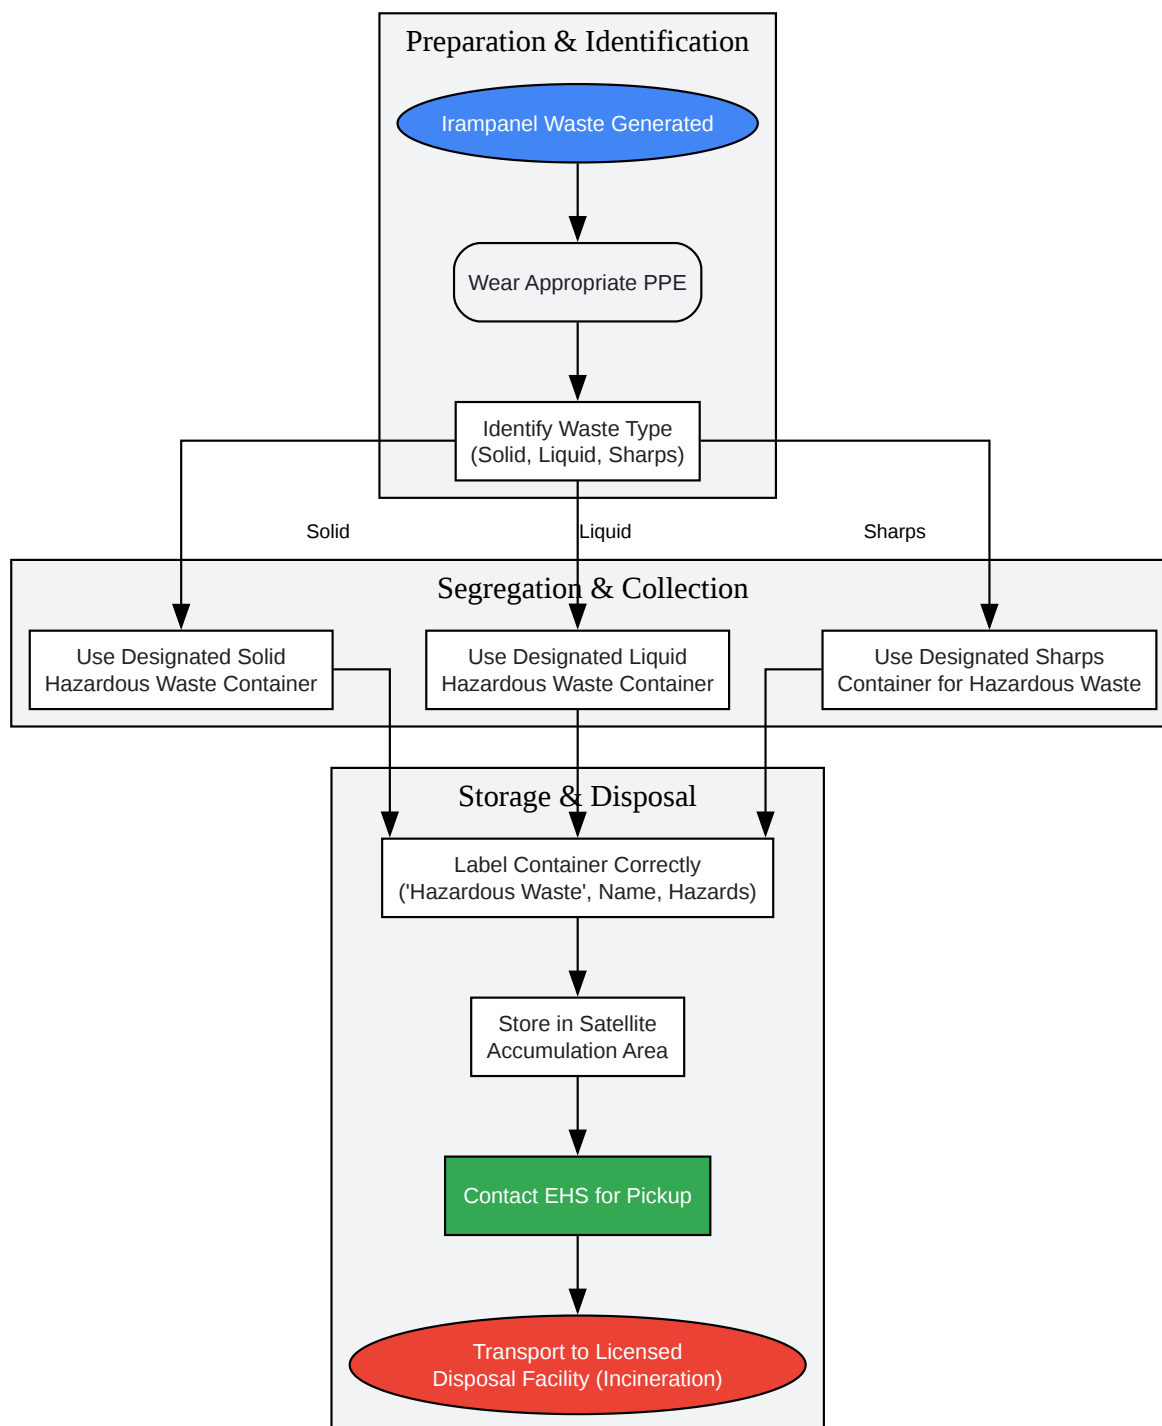 Preparation & Identification
Irampanel Waste Generated
Wear Appropriate PPE
Identify Waste Type
(Solid, Liquid, Sharps)
Solid
Liquid
Sharps
Segregation & Collection
Use Designated Solid
Hazardous Waste Container
Use Designated Liquid
Hazardous Waste Container
Use Designated Sharps
Container for Hazardous Waste
Storage & Disposal
Label Container Correctly
('Hazardous Waste', Name, Hazards)
Store in Satellite
Accumulation Area
Contact EHS for Pickup
Transport to Licensed
Disposal Facility (Incineration)